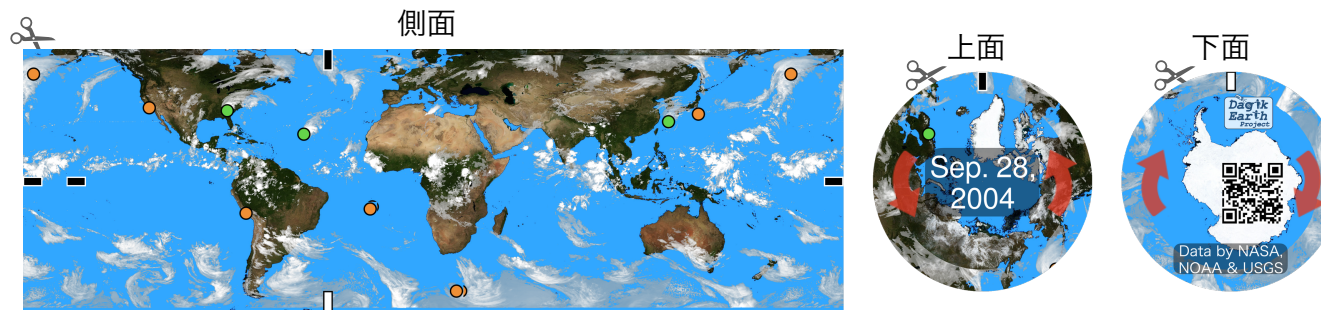 側面
上面
下面
Sep. 28,
2004
Dagik
Earth
Project
Data by NASA,
NOAA & USGS